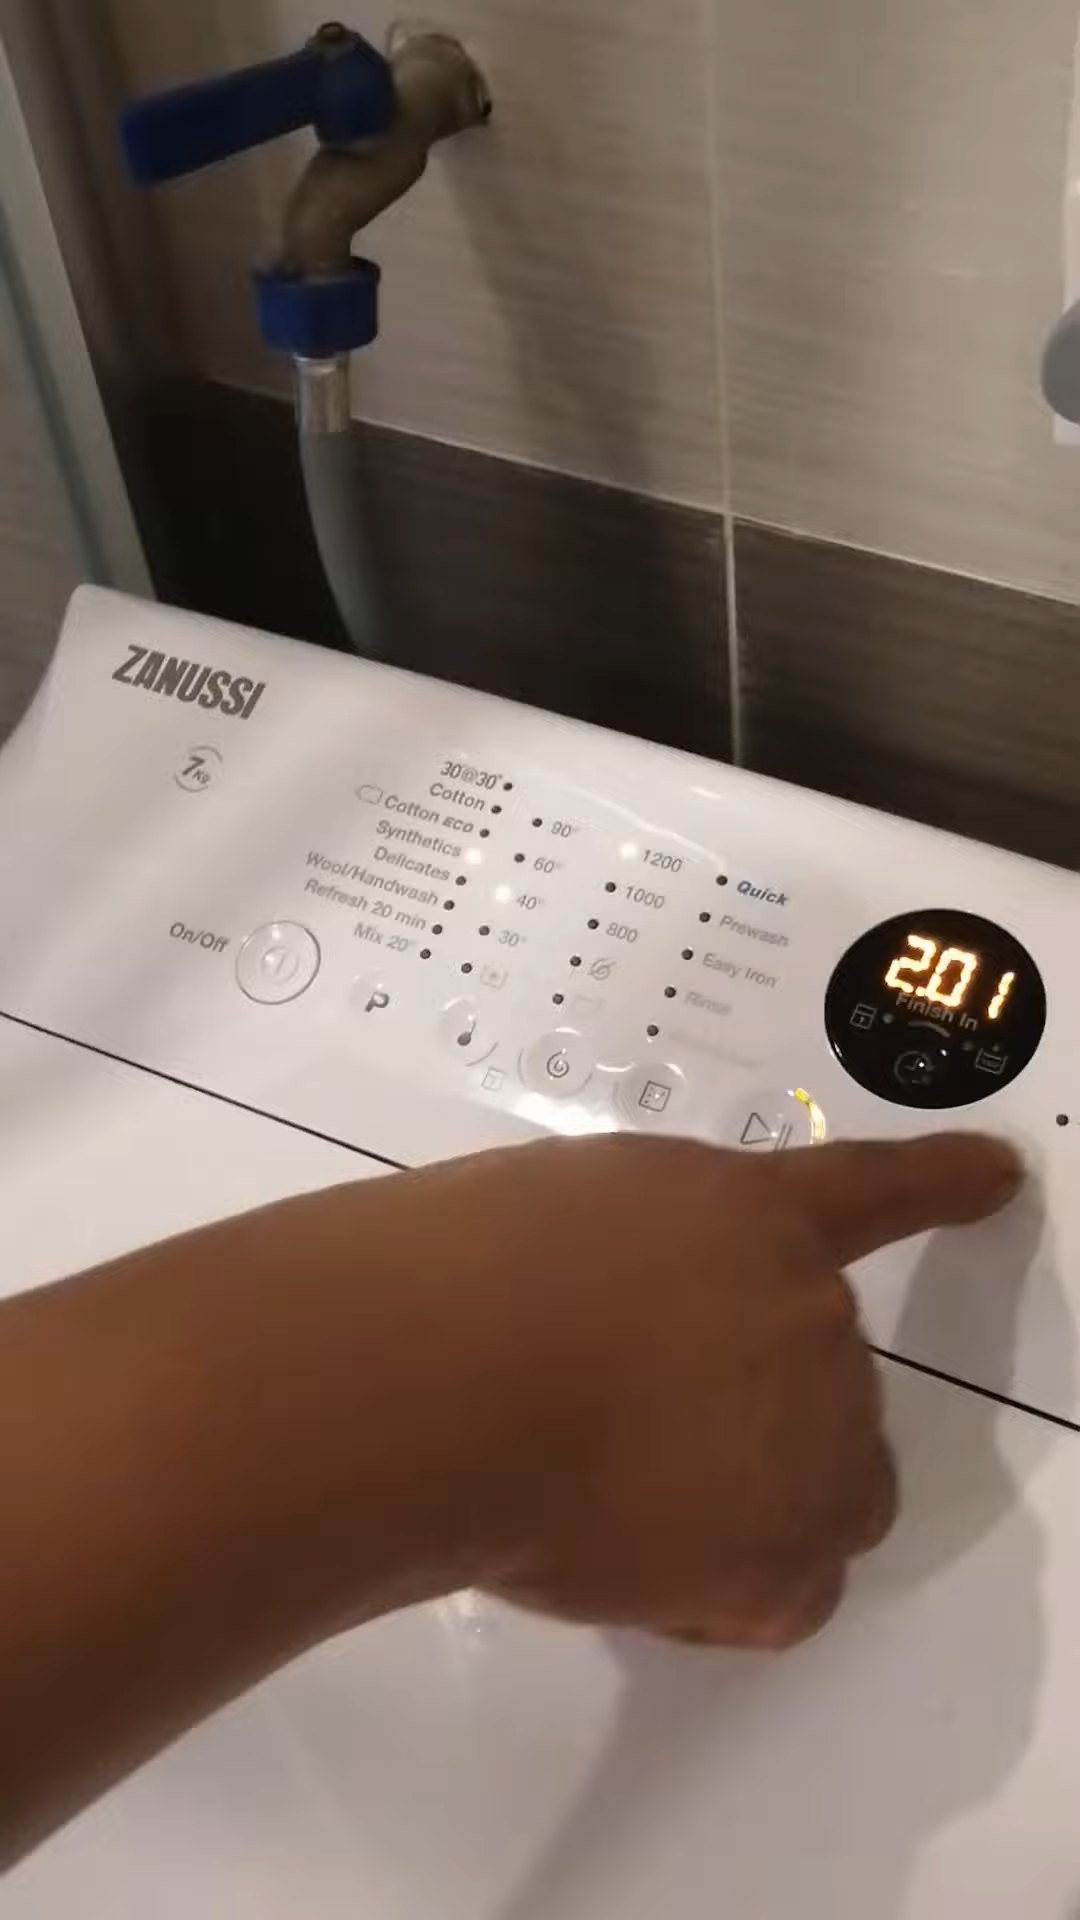 ZANUSSI
7Kg
30@30°
Cotton
Cotton ECO
Synthetics
Delicates
Wool/Handwash
Refresh 20 min
Mix 20°
90°
60°
40°
30°
1200
1000
800
Quick
Prewash
Easy Iron
Rinse
On/Off
P
2.01
Finish In